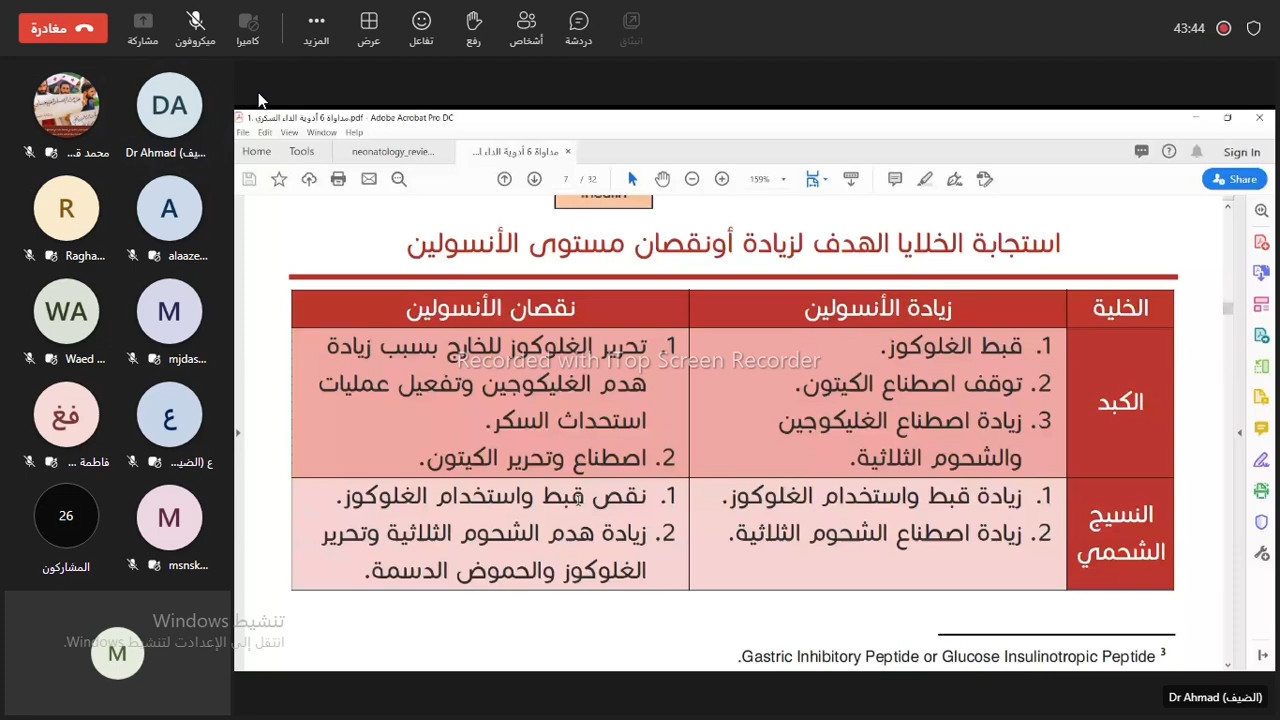 مغادرة
مشاركة
ميكروفون
كاميرا
المزيد
عرض
تفاعل
رفع
أشخاص
دردشة
انبثاق
43:44
محمد ق...
DA
Dr Ahmad (الضيف...
R
Ragha...
A
alaaze...
WA
Waed ...
M
mjdas...
فغ
فاطمة ...
ع
ع (الضيـ...
26
المشاركون
M
msnsk...
M
تنشيط Windows
انتقل إلى الإعدادات لتنشيط Windows.
1. مداواة 6 أدوية الداء السكري.pdf - Adobe Acrobat Pro DC
File Edit View Window Help
Home Tools neonatology_revie... مداواة 6 أدوية الداء ا... × Sign In
7 / 32 159% Share
استجابة الخلايا الهدف لزيادة أونقصان مستوى الأنسولين
الخلية
زيادة الأنسولين
نقصان الأنسولين
الكبد
1. قبط الغلوكوز.
2. توقف اصطناع الكيتون.
3. زيادة اصطناع الغليكوجين
والشحوم الثلاثية.
1. تحرير الغلوكوز للخارج بسبب زيادة
هدم الغليكوجين وتفعيل عمليات
استحداث السكر.
2. اصطناع وتحرير الكيتون.
Recorded with iTop Screen Recorder
النسيج
الشحمي
1. زيادة قبط واستخدام الغلوكوز.
2. زيادة اصطناع الشحوم الثلاثية.
1. نقص قبط واستخدام الغلوكوز.
2. زيادة هدم الشحوم الثلاثية وتحرير
الغلوكوز والحموض الدسمة.
3 Gastric Inhibitory Peptide or Glucose Insulinotropic Peptide.
Dr Ahmad (الضيف)